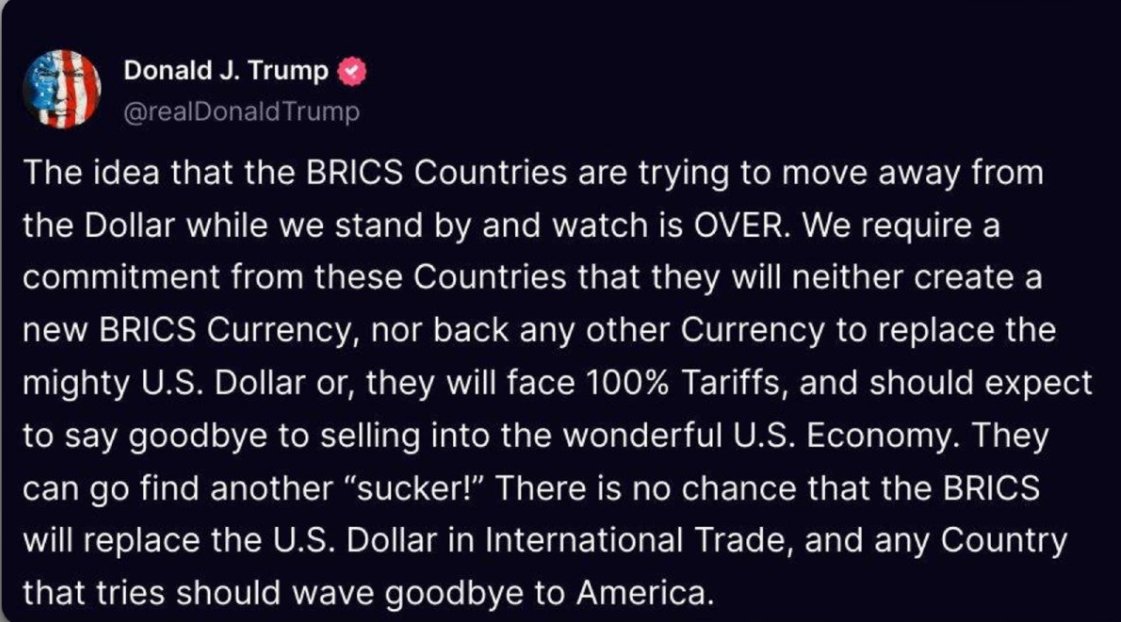 Donald J. Trump
@realDonaldTrump
The idea that the BRICS Countries are trying to move away from
the Dollar while we stand by and watch is OVER. We require a
commitment from these Countries that they will neither create a
new BRICS Currency, nor back any other Currency to replace the
mighty U.S. Dollar or, they will face 100% Tariffs, and should expect
to say goodbye to selling into the wonderful U.S. Economy. They
can go find another “sucker!” There is no chance that the BRICS
will replace the U.S. Dollar in International Trade, and any Country
that tries should wave goodbye to America.